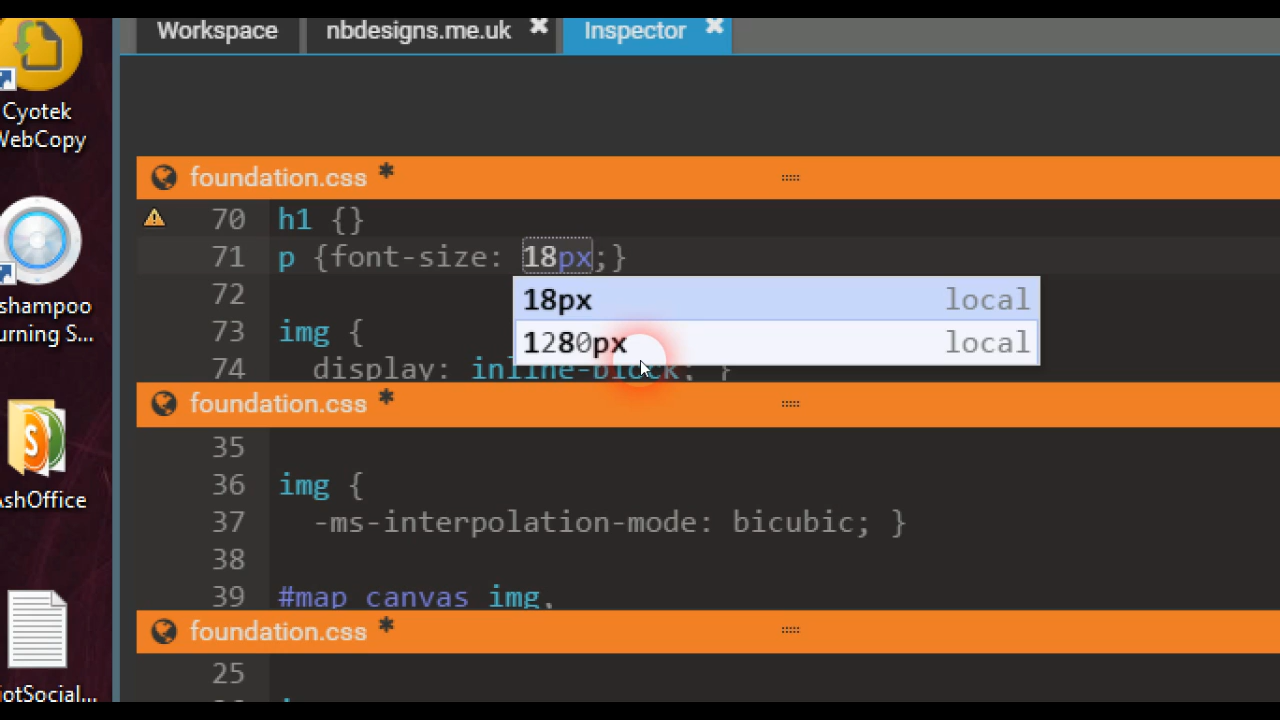 Workspace
nbdesigns.me.uk
Inspector
Cyotek
WebCopy
foundation.css *
70 h1 {}
71 p {font-size: 18px;}
18px local
1280px local
72
73 img {
74 display: inline-block; }
shampoo
urning S...
foundation.css *
35
36 img {
37 -ms-interpolation-mode: bicubic; }
38
39 #map_canvas img,
AshOffice
foundation.css *
25
iotSocial...